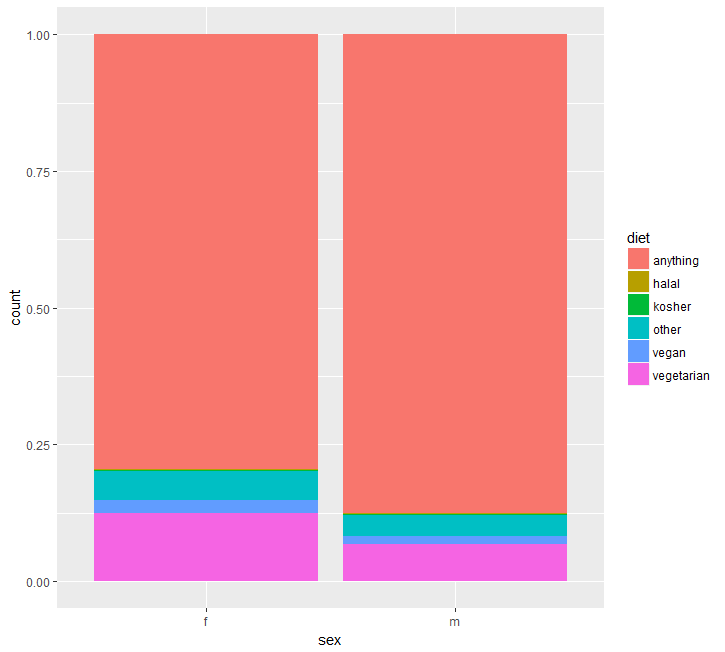 1.00
0.75
0.50
0.25
0.00
count
f
m
sex
diet
anything
halal
kosher
other
vegan
vegetarian